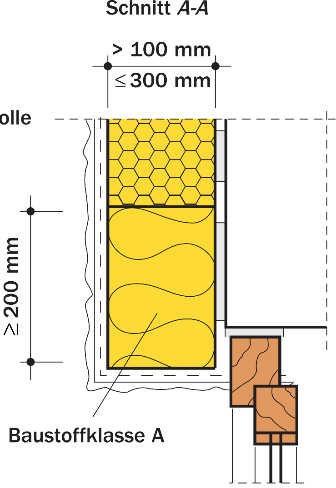 Schnitt A-A
> 100 mm
≤ 300 mm
olle
≥ 200 mm
Baustoffklasse A